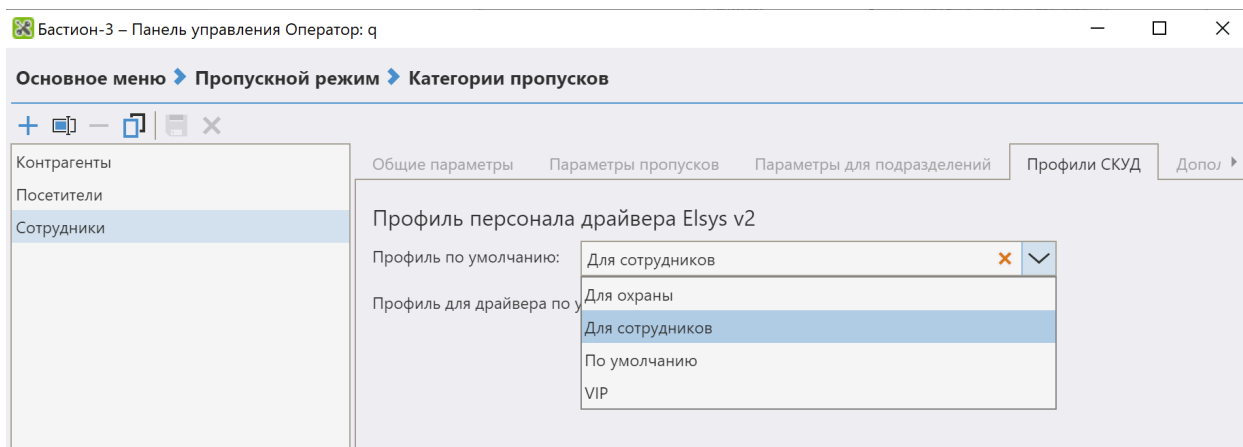 Бастион-3 – Панель управления Оператор: q
Основное меню Пропускной режим Категории пропусков
Контрагенты
Посетители
Сотрудники
Общие параметры Параметры пропусков Параметры для подразделений Профили СКУД Допол
Профиль персонала драйвера Elsys v2
Профиль по умолчанию: Для сотрудников
Профиль для драйвера по у
Для охраны
Для сотрудников
По умолчанию
VIP